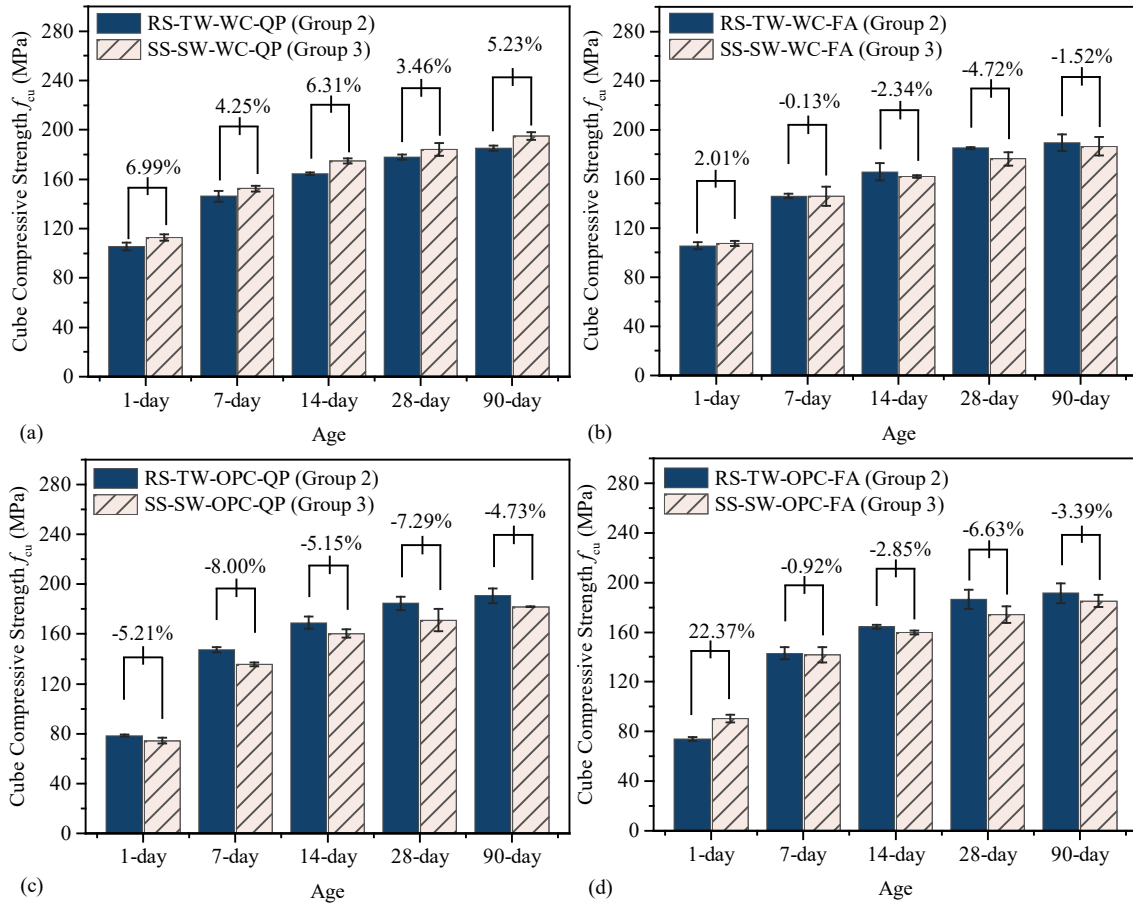 RS-TW-WC-QP (Group 2)
SS-SW-WC-QP (Group 3)
Cube Compressive Strength fcu (MPa)
280
240
200
160
120
80
40
0
6.99%
4.25%
6.31%
3.46%
5.23%
1-day
7-day
14-day
28-day
90-day
Age
(a)
RS-TW-WC-FA (Group 2)
SS-SW-WC-FA (Group 3)
Cube Compressive Strength fcu (MPa)
280
240
200
160
120
80
40
0
2.01%
-0.13%
-2.34%
-4.72%
-1.52%
1-day
7-day
14-day
28-day
90-day
Age
(b)
RS-TW-OPC-QP (Group 2)
SS-SW-OPC-QP (Group 3)
Cube Compressive Strength fcu (MPa)
280
240
200
160
120
80
40
0
-5.21%
-8.00%
-5.15%
-7.29%
-4.73%
1-day
7-day
14-day
28-day
90-day
Age
(c)
RS-TW-OPC-FA (Group 2)
SS-SW-OPC-FA (Group 3)
Cube Compressive Strength fcu (MPa)
280
240
200
160
120
80
40
0
22.37%
-0.92%
-2.85%
-6.63%
-3.39%
1-day
7-day
14-day
28-day
90-day
Age
(d)